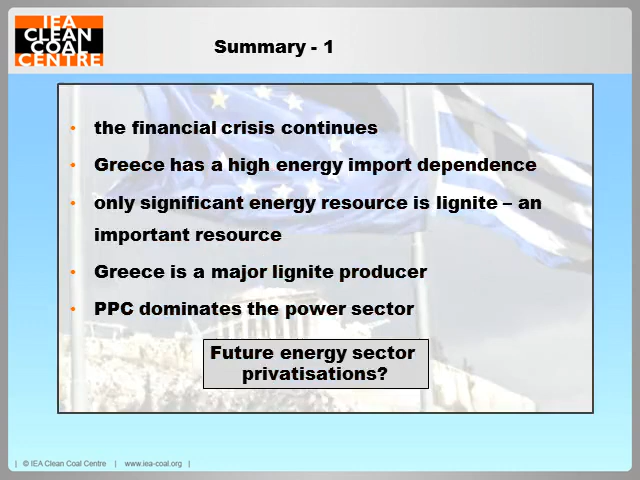 IEA
CLEAN
COAL
CENTRE
Summary - 1
• the financial crisis continues
• Greece has a high energy import dependence
• only significant energy resource is lignite – an
important resource
• Greece is a major lignite producer
• PPC dominates the power sector
Future energy sector
privatisations?
| © IEA Clean Coal Centre | www.iea-coal.org |